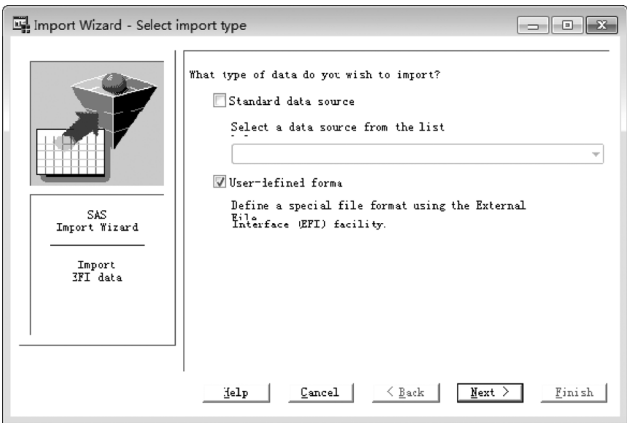 Import Wizard - Select import type
What type of data do you wish to import?
Standard data source
Select a data source from the list
User-defined forma
Define a special file format using the External
File
Interface (EFI) facility.
SAS
Import Wizard
Import
EFI data
Help
Cancel
< Back
Next >
Finish